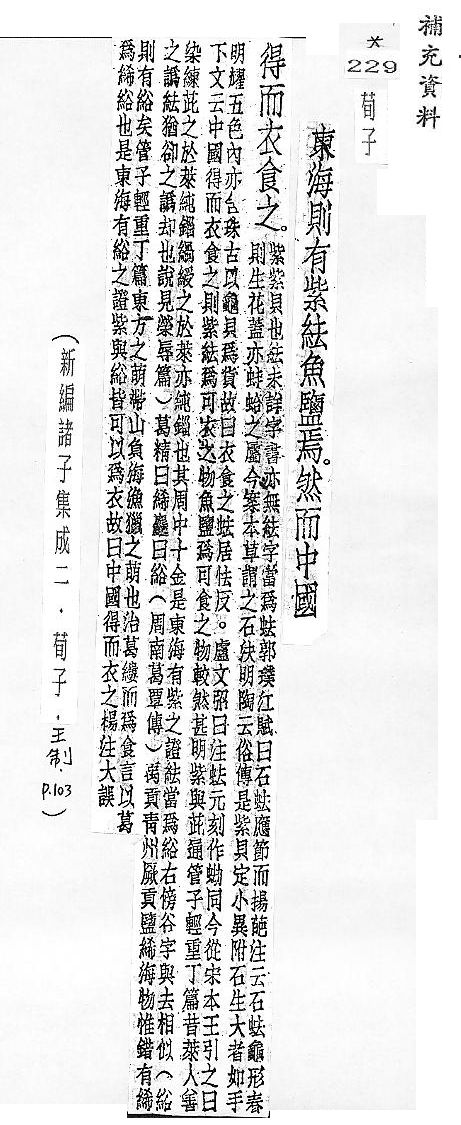 補充資料
*
229
荀子
東海則有紫紶魚鹽焉。然而中國
得而衣食之。
紫紫貝也紶未詳字書亦無紶字當爲䖦郭璞江賦曰石䖦應節而揚葩注云石䖦龜形春
則生花蓋亦蚌蛤之屬今案本草謂之石決明陶云俗傳是紫貝定小異附石生大者如手
明耀五色內亦含珠古以龜貝爲貨故曰衣食之䖦居怯反。盧文弨曰注䖦元刻作蜐同今從宋本王引之曰
下文云中國得而衣食之則紫紶爲可衣之物魚鹽爲可食之物較然甚明紫與茈通管子輕重丁篇昔萊人善
染練茈之於萊純錙緺綬之於萊亦純錙也其周中十金是東海有紫之證紶當爲綌右傍谷字與去相似(綌
之譌紶猶卻之譌却也說見榮辱篇)葛精曰絺麤曰綌(周南葛覃傳)禹貢青州厥貢鹽絺海物惟錯有絺
則有綌矣管子輕重丁篇東方之萌帶山負海漁獵之萌也治葛縷而爲食言以葛
爲絺綌也是東海有綌之證紫與綌皆可以爲衣故曰中國得而衣之楊注大誤
(新編諸子集成二.荀子.王制.P.103)